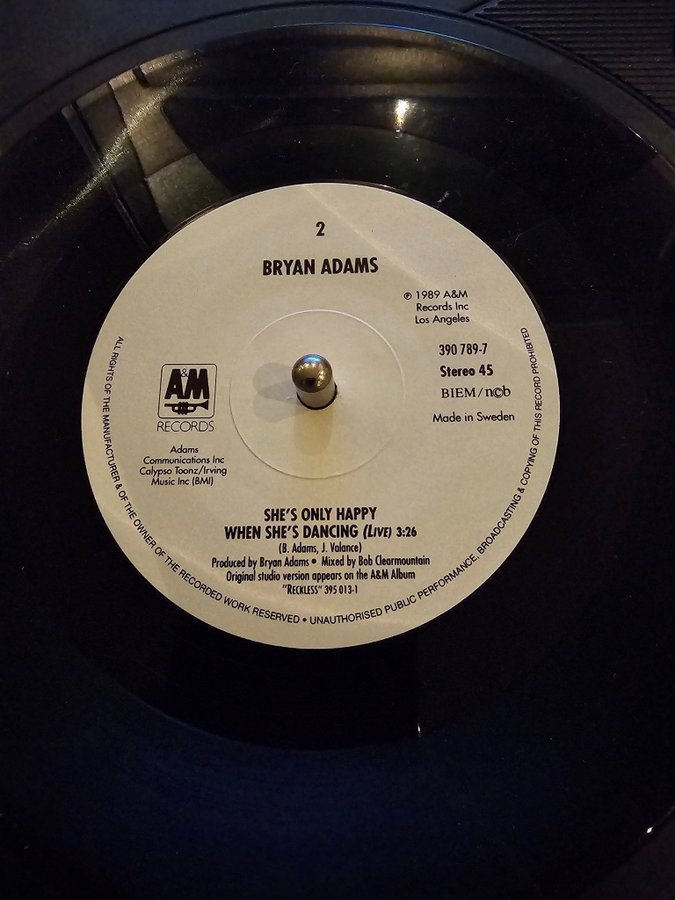 2
BRYAN ADAMS
℗ 1989 A&M
Records Inc
Los Angeles
390 789-7
Stereo 45
BIEM/n©b
Made in Sweden
A&M
RECORDS
Adams
Communications Inc
Calypso Toonz/Irving
Music Inc (BMI)
SHE'S ONLY HAPPY
WHEN SHE'S DANCING (LIVE) 3:26
(B. Adams, J. Valance)
Produced by Bryan Adams • Mixed by Bob Clearmountain
Original studio version appears on the A&M Album
"RECKLESS" 395 013-1
ALL RIGHTS OF THE MANUFACTURER & OF THE OWNER OF THE RECORDED WORK RESERVED • UNAUTHORISED PUBLIC PERFORMANCE, BROADCASTING & COPYING OF THIS RECORD PROHIBITED